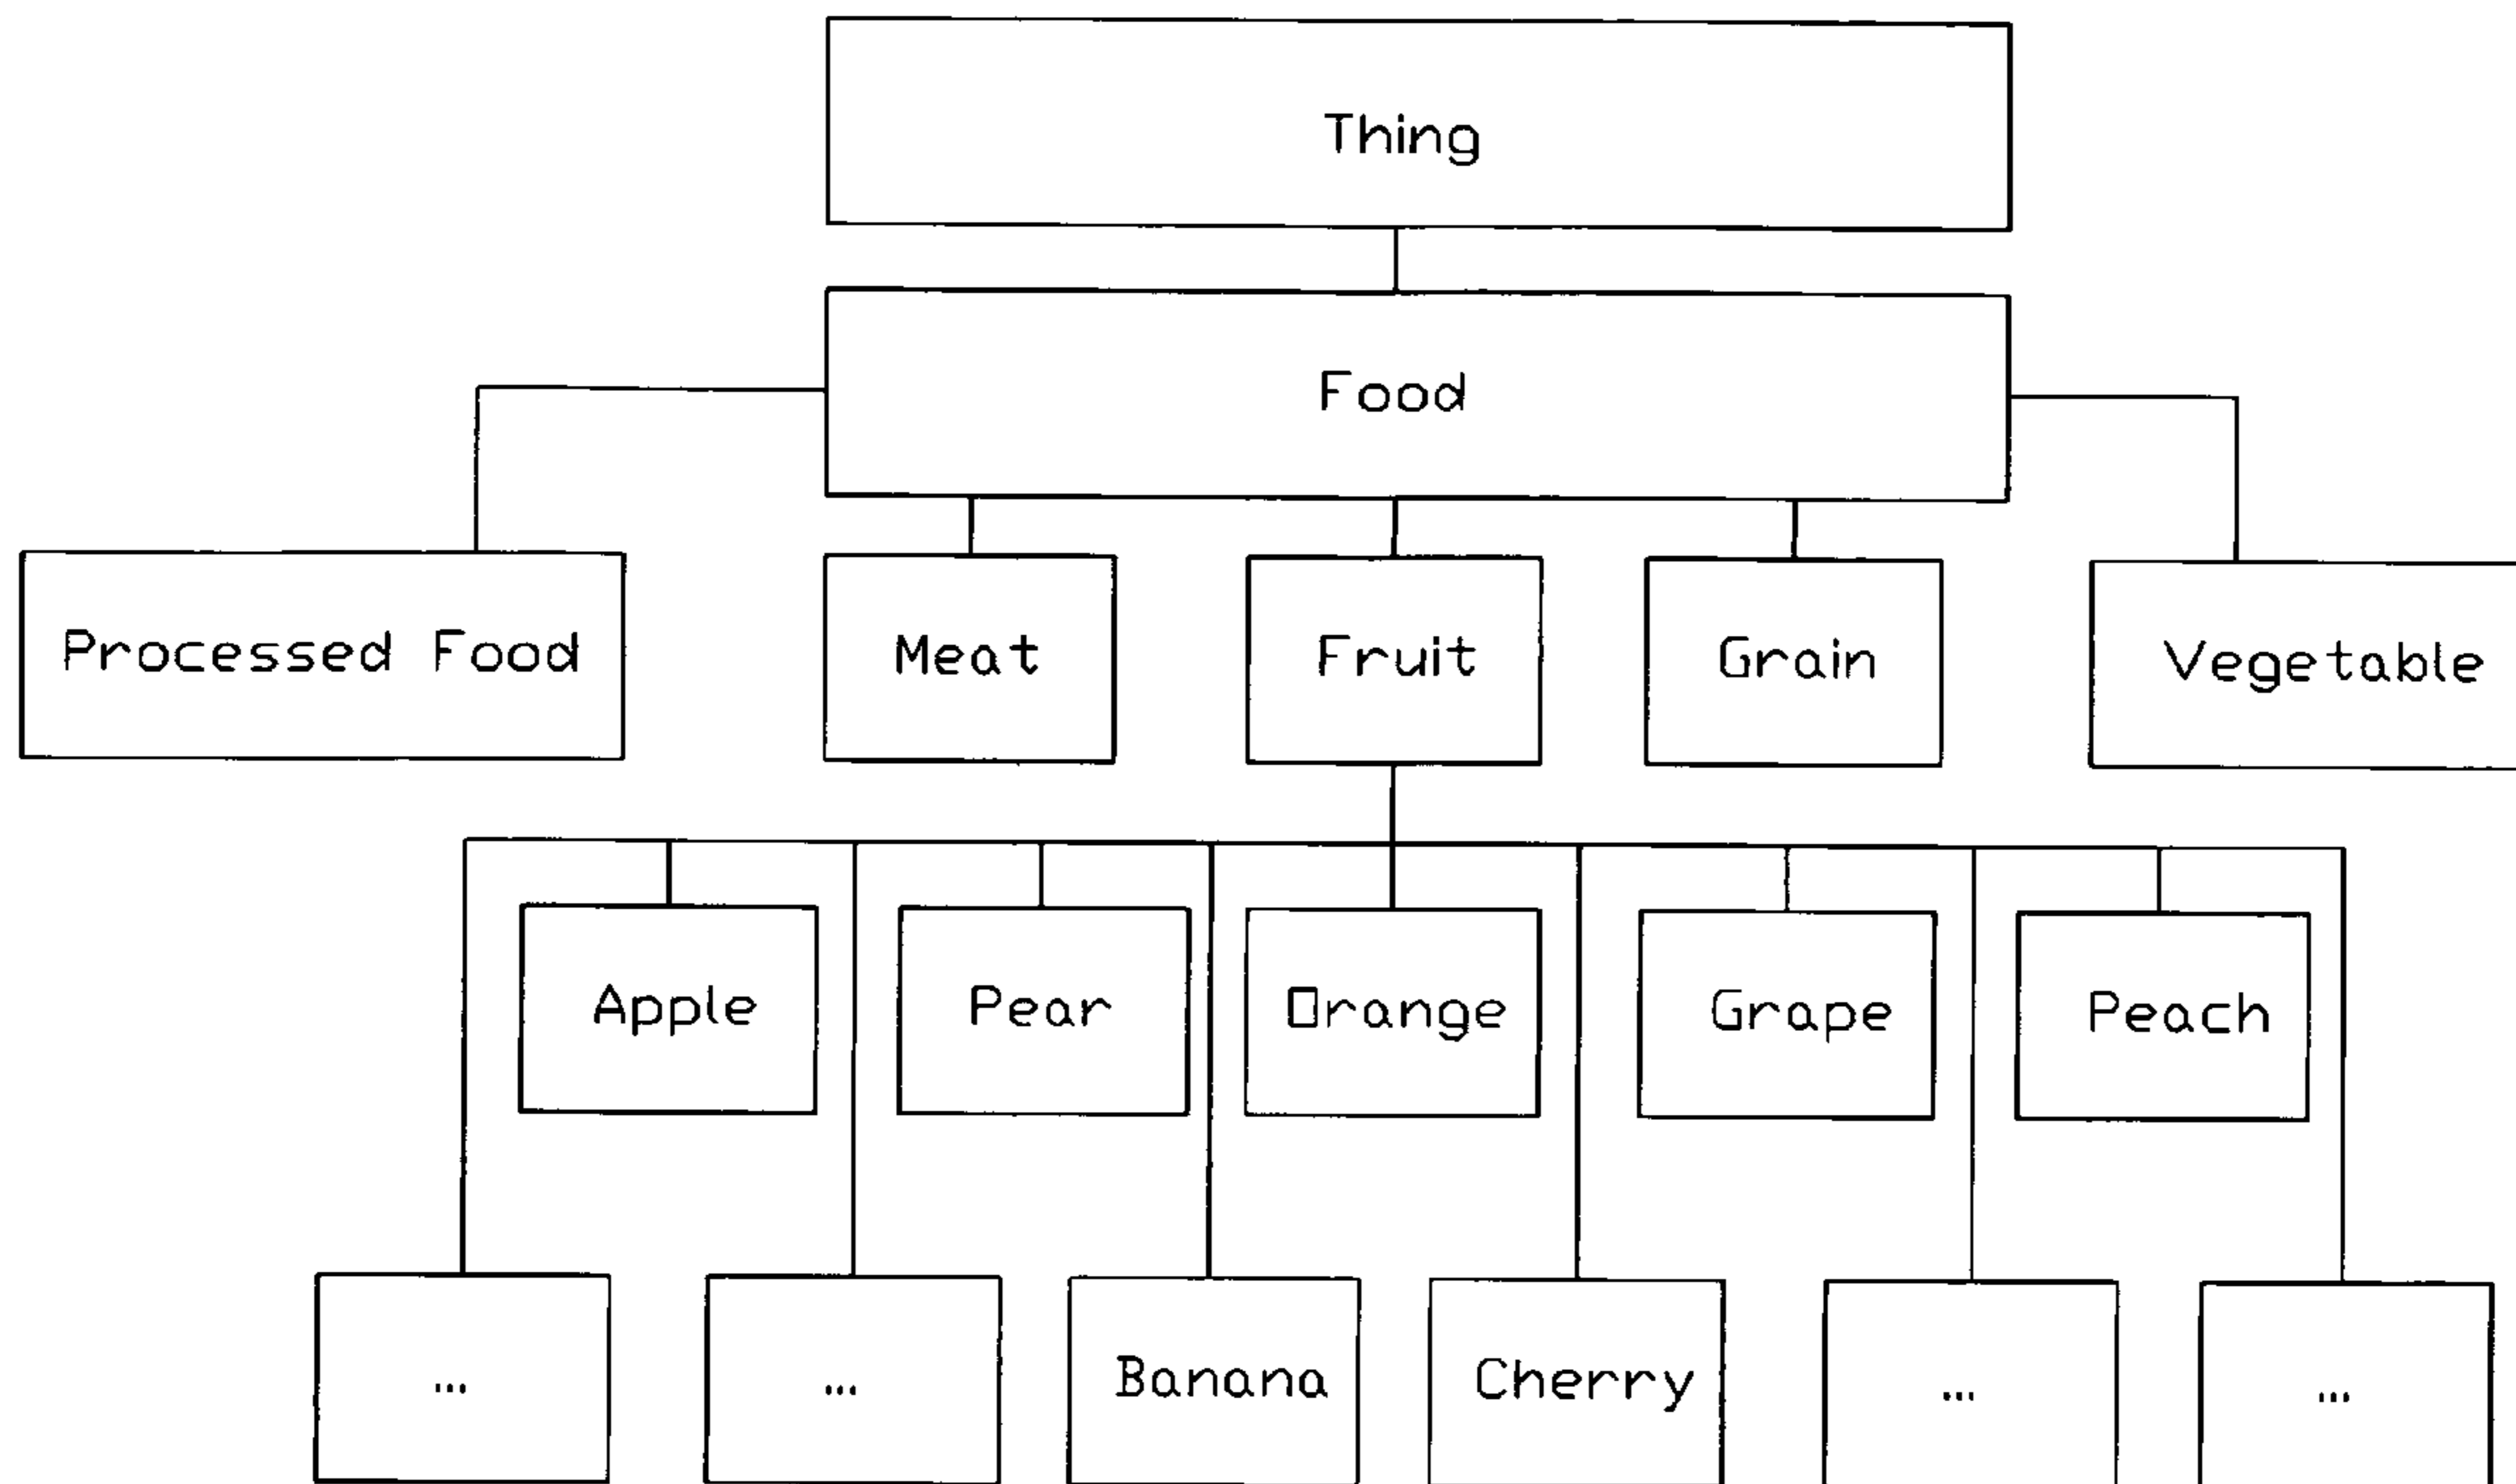 Thing
Food
Processed Food
Meat
Fruit
Grain
Vegetable
Apple
Pear
Orange
Grape
Peach
...
...
Banana
Cherry
...
...